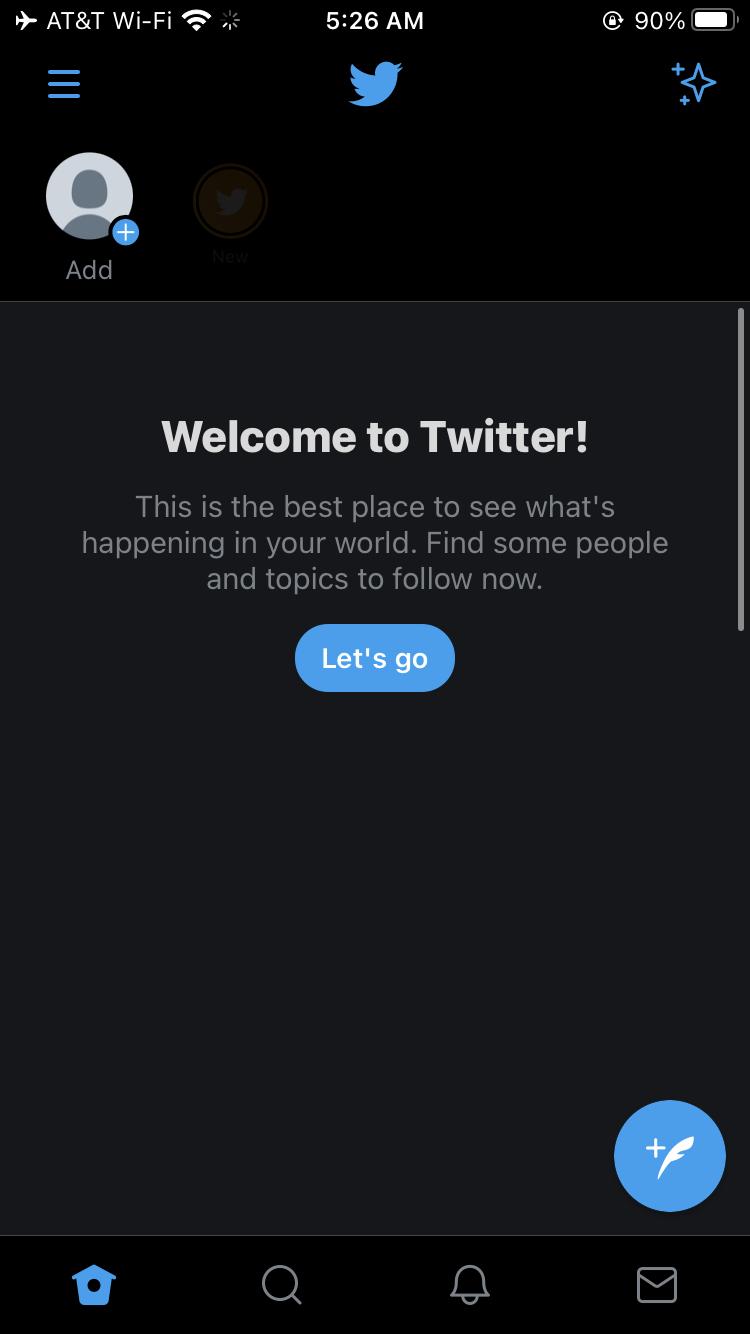 AT&T Wi-Fi 5:26 AM 90%
Add
New
Welcome to Twitter!
This is the best place to see what's
happening in your world. Find some people
and topics to follow now.
Let's go